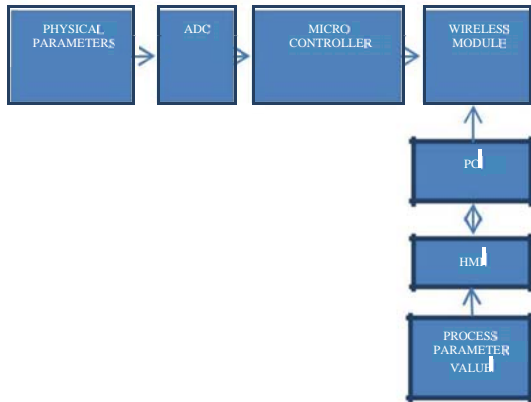 PHYSICAL
PARAMETERS
ADC
MICRO
CONTROLLER
WIRELESS
MODULE
PC
HMI
PROCESS
PARAMETER
VALUE